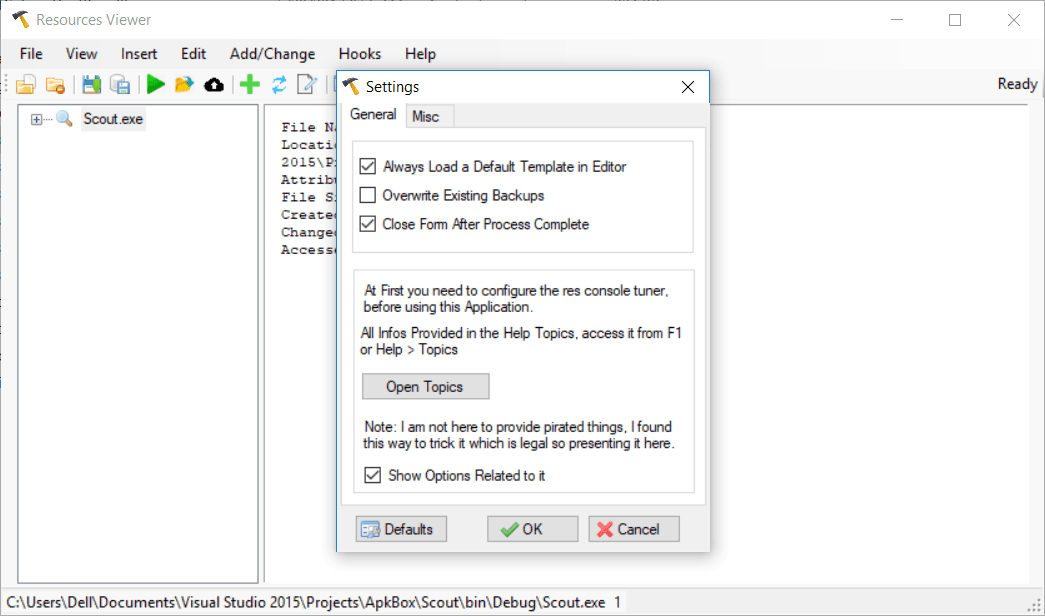 Resources Viewer
File View Insert Edit Add/Change Hooks Help
Ready
Scout.exe
File
Locatio
2015\P
Attrib
File S
Create
Change
Access
Settings
General Misc
Always Load a Default Template in Editor
Overwrite Existing Backups
Close Form After Process Complete
At First you need to configure the res console tuner,
before using this Application.
All Infos Provided in the Help Topics, access it from F1
or Help > Topics
Open Topics
Note: I am not here to provide pirated things, I found
this way to trick it which is legal so presenting it here.
Show Options Related to it
Defaults OK Cancel
C:\Users\Dell\Documents\Visual Studio 2015\Projects\ApkBox\Scout\bin\Debug\Scout.exe 1